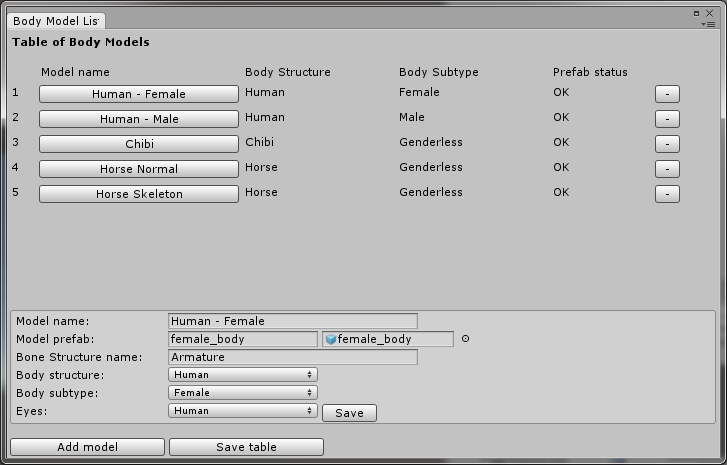 Body Model Lis
Table of Body Models
Model name Body Structure Body Subtype Prefab status
1 Human - Female Human Female OK -
2 Human - Male Human Male OK -
3 Chibi Chibi Genderless OK -
4 Horse Normal Horse Genderless OK -
5 Horse Skeleton Horse Genderless OK -
Model name: Human - Female
Model prefab: female_body female_body
Bone Structure name: Armature
Body structure: Human
Body subtype: Female
Eyes: Human Save
Add model Save table